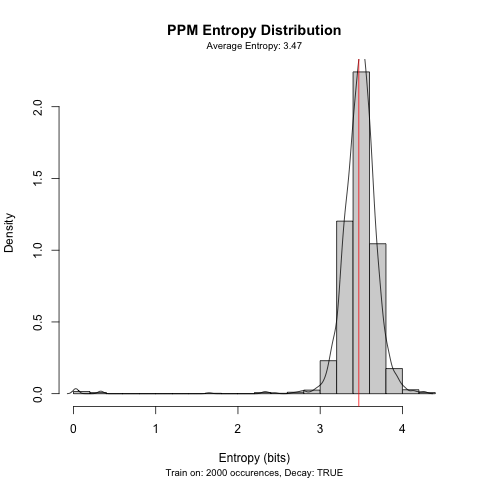 PPM Entropy Distribution
Average Entropy: 3.47
Density
2.0
1.5
1.0
0.5
0.0
0 1 2 3 4
Entropy (bits)
Train on: 2000 occurences, Decay: TRUE